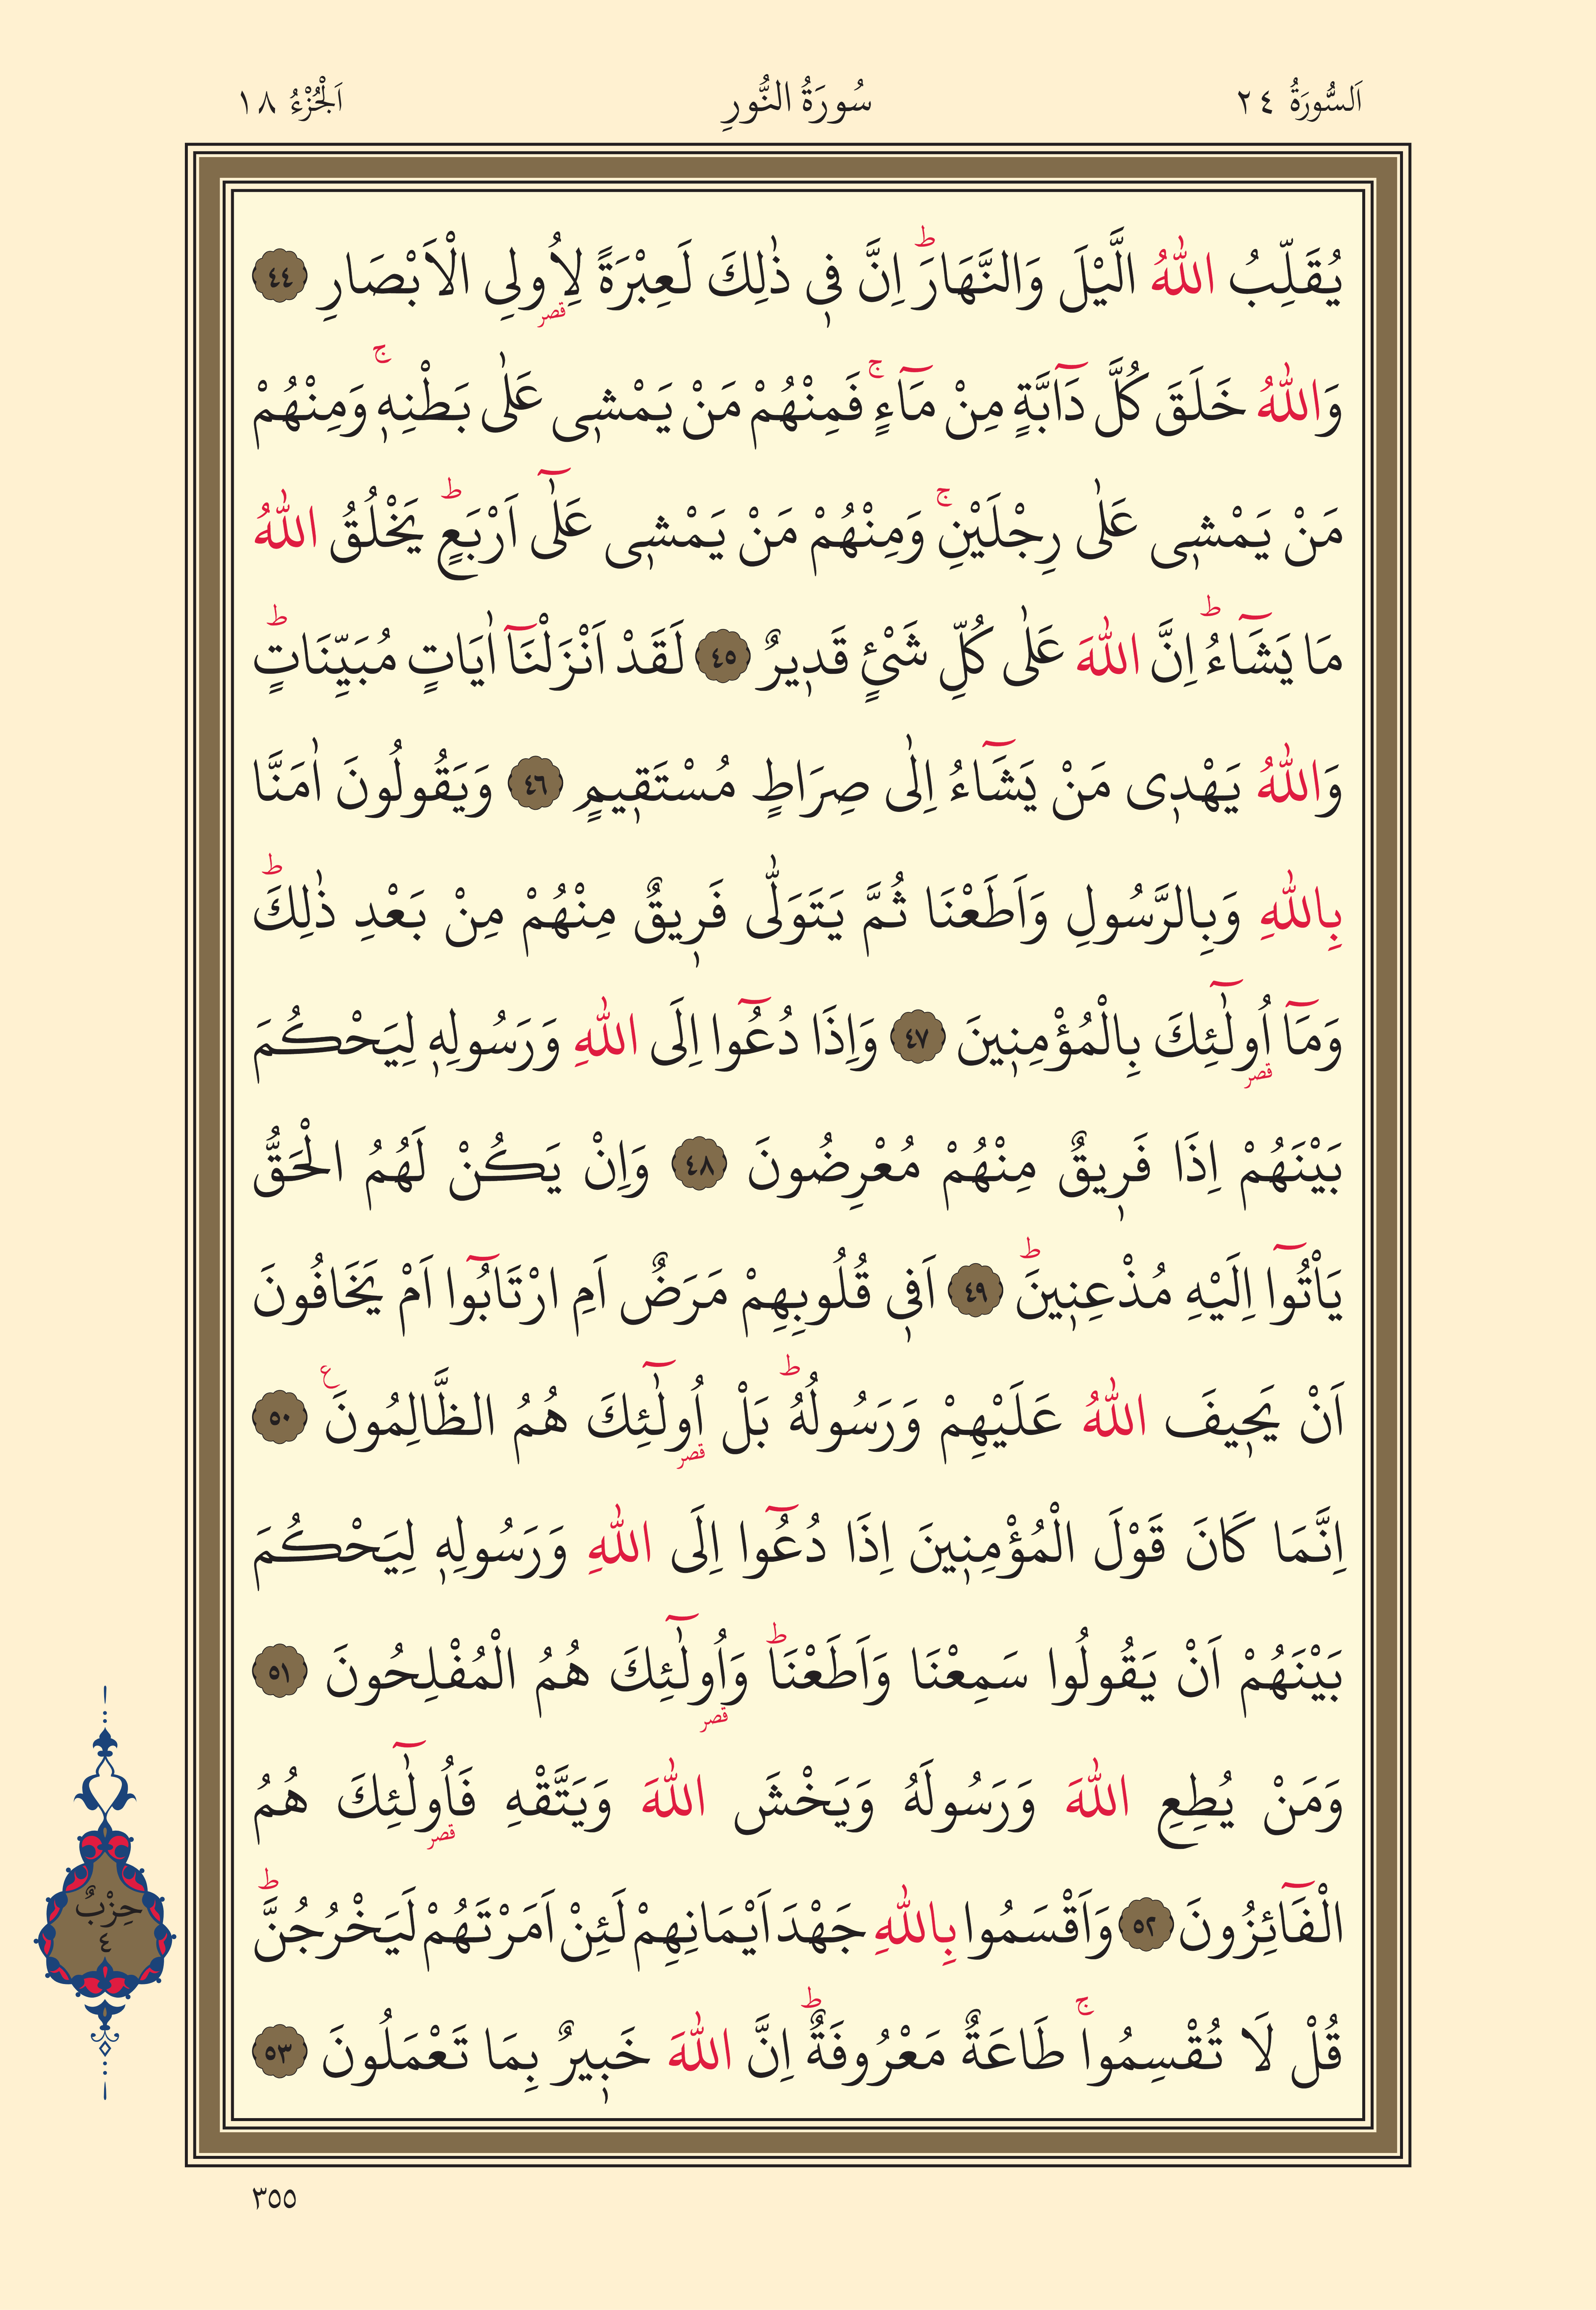 اَلسُّورَةُ ٢٤ سُورَةُ النُّورِ اَلْجُزْءُ ١٨
يُقَلِّبُ اللّٰهُ الَّيْلَ وَالنَّهَارَۜ اِنَّ ف۪ي ذٰلِكَ لَعِبْرَةً لِاُو۬لِي الْاَبْصَارِ ٤٤
وَاللّٰهُ خَلَقَ كُلَّ دَٓابَّةٍ مِنْ مَٓاءٍۚ فَمِنْهُمْ مَنْ يَمْش۪ي عَلٰى بَطْنِه۪ۚ وَمِنْهُمْ
مَنْ يَمْش۪ي عَلٰى رِجْلَيْنِۚ وَمِنْهُمْ مَنْ يَمْش۪ي عَلٰٓى اَرْبَعٍۜ يَخْلُقُ اللّٰهُ
مَا يَشَٓاءُۜ اِنَّ اللّٰهَ عَلٰى كُلِّ شَيْئٍ قَد۪يرٌ ٤٥ لَقَدْ اَنْزَلْنَٓا اٰيَاتٍ مُبَيِّنَاتٍۜ
وَاللّٰهُ يَهْد۪ي مَنْ يَشَٓاءُ اِلٰى صِرَاطٍ مُسْتَق۪يمٍ ٤٦ وَيَقُولُونَ اٰمَنَّا
بِاللّٰهِ وَبِالرَّسُولِ وَاَطَعْنَا ثُمَّ يَتَوَلّٰى فَر۪يقٌ مِنْهُمْ مِنْ بَعْدِ ذٰلِكَۜ
وَمَٓا اُو۬لٰٓئِكَ بِالْمُؤْمِن۪ينَ ٤٧ وَاِذَا دُعُٓوا اِلَى اللّٰهِ وَرَسُولِه۪ لِيَحْكُمَ
بَيْنَهُمْ اِذَا فَر۪يقٌ مِنْهُمْ مُعْرِضُونَ ٤٨ وَاِنْ يَكُنْ لَهُمُ الْحَقُّ
يَأْتُٓوا اِلَيْهِ مُذْعِن۪ينَۜ ٤٩ اَف۪ي قُلُوبِهِمْ مَرَضٌ اَمِ ارْتَابُٓوا اَمْ يَخَافُونَ
اَنْ يَح۪يفَ اللّٰهُ عَلَيْهِمْ وَرَسُولُهُۜ بَلْ اُو۬لٰٓئِكَ هُمُ الظَّالِمُونَ۟ ٥٠
اِنَّمَا كَانَ قَوْلَ الْمُؤْمِن۪ينَ اِذَا دُعُٓوا اِلَى اللّٰهِ وَرَسُولِه۪ لِيَحْكُمَ
بَيْنَهُمْ اَنْ يَقُولُوا سَمِعْنَا وَاَطَعْنَاۜ وَاُو۬لٰٓئِكَ هُمُ الْمُفْلِحُونَ ٥١
وَمَنْ يُطِعِ اللّٰهَ وَرَسُولَهُ وَيَخْشَ اللّٰهَ وَيَتَّقْهِ فَاُو۬لٰٓئِكَ هُمُ
الْفَٓائِزُونَ ٥٢ وَاَقْسَمُوا بِاللّٰهِ جَهْدَ اَيْمَانِهِمْ لَئِنْ اَمَرْتَهُمْ لَيَخْرُجُنَّۜ
قُلْ لَا تُقْسِمُواۚ طَاعَةٌ مَعْرُوفَةٌۜ اِنَّ اللّٰهَ خَب۪يرٌ بِمَا تَعْمَلُونَ ٥٣
حِزْبٌ
٤
٣٥٥